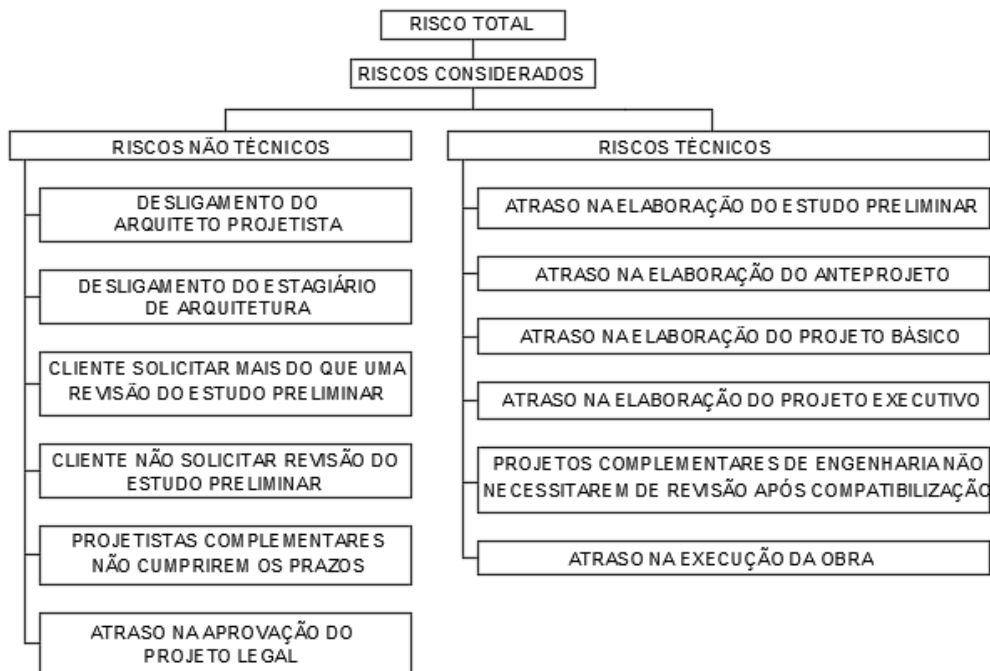 RISCO TOTAL
RISCOS CONSIDERADOS
RISCOS NÃO TÉCNICOS
DESLIGAMENTO DO
ARQUITETO PROJETISTA
DESLIGAMENTO DO ESTAGIÁRIO
DE ARQUITETURA
CLIENTE SOLICITAR MAIS DO QUE UMA
REVISÃO DO ESTUDO PRELIMINAR
CLIENTE NÃO SOLICITAR REVISÃO DO
ESTUDO PRELIMINAR
PROJETISTAS COMPLEMENTARES
NÃO CUMPRIREM OS PRAZOS
ATRASO NA APROVAÇÃO DO
PROJETO LEGAL
RISCOS TÉCNICOS
ATRASO NA ELABORAÇÃO DO ESTUDO PRELIMINAR
ATRASO NA ELABORAÇÃO DO ANTEPROJETO
ATRASO NA ELABORAÇÃO DO PROJETO BÁSICO
ATRASO NA ELABORAÇÃO DO PROJETO EXECUTIVO
PROJETOS COMPLEMENTARES DE ENGENHARIA NÃO
NECESSITAREM DE REVISÃO APÓS COMPATIBILIZAÇÃO
ATRASO NA EXECUÇÃO DA OBRA